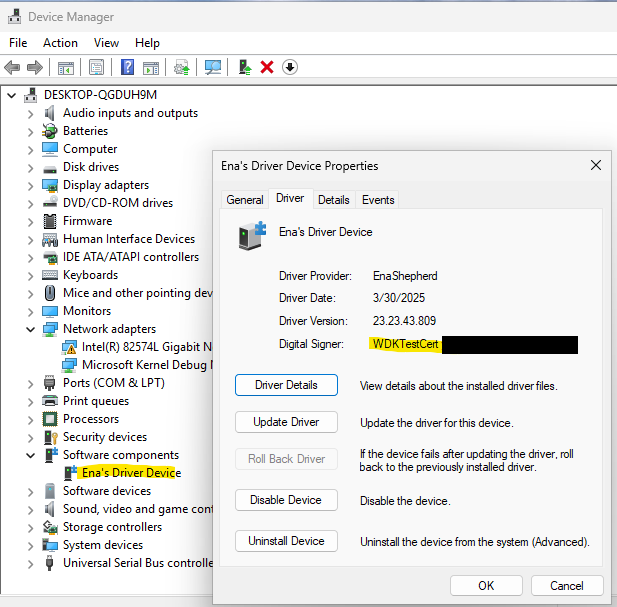 Device Manager
File Action View Help
DESKTOP-QGDUH9M
Audio inputs and outputs
Batteries
Computer
Disk drives
Display adapters
DVD/CD-ROM drives
Firmware
Human Interface Devices
IDE ATA/ATAPI controllers
Keyboards
Mice and other pointing dev
Monitors
Network adapters
Intel(R) 82574L Gigabit N
Microsoft Kernel Debug
Ports (COM & LPT)
Print queues
Processors
Security devices
Software components
Ena's Driver Device
Software devices
Sound, video and game cont
Storage controllers
System devices
Universal Serial Bus controlle
Ena's Driver Device Properties
General Driver Details Events
Ena's Driver Device
Driver Provider: EnaShepherd
Driver Date: 3/30/2025
Driver Version: 23.23.43.809
Digital Signer: WDKTestCert
Driver Details View details about the installed driver files.
Update Driver Update the driver for this device.
Roll Back Driver If the device fails after updating the driver, roll
back to the previously installed driver.
Disable Device Disable the device.
Uninstall Device Uninstall the device from the system (Advanced).
OK Cancel